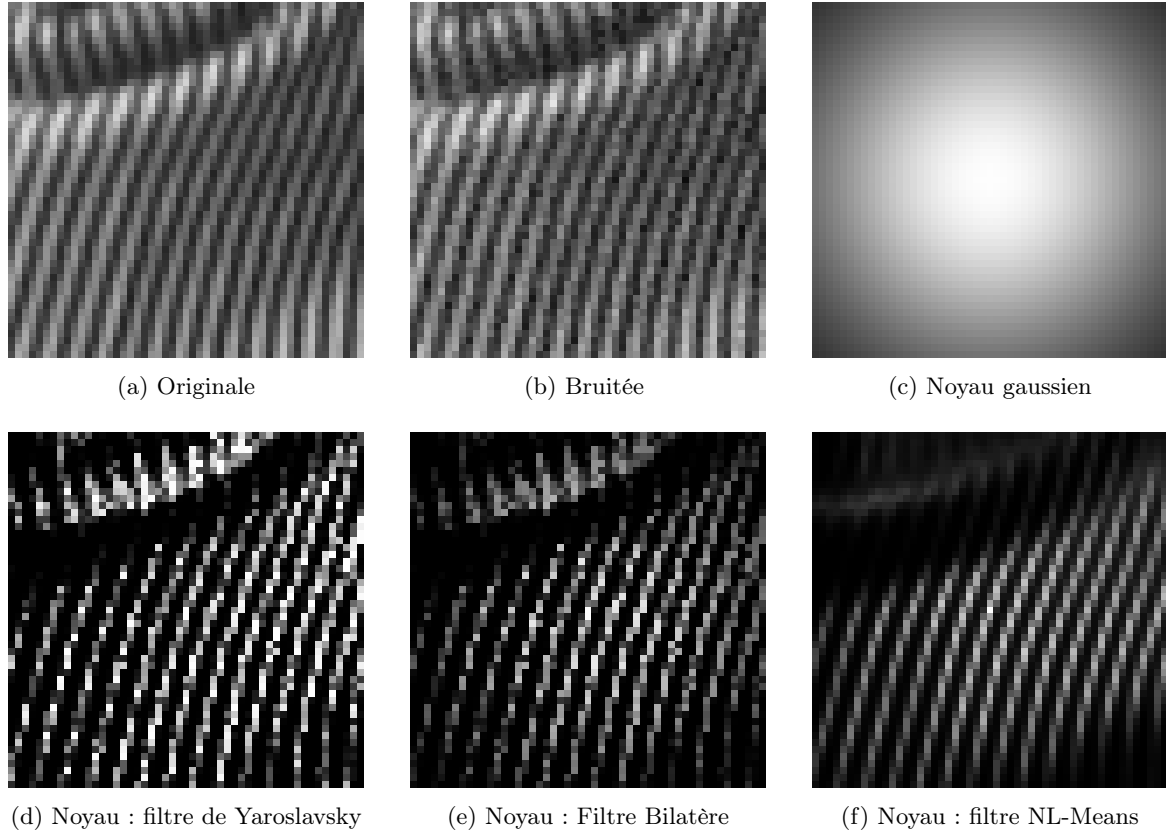 (a) Originale
(b) Bruitée
(c) Noyau gaussien
(d) Noyau : filtre de Yaroslavsky
(e) Noyau : Filtre Bilatère
(f) Noyau : filtre NL-Means